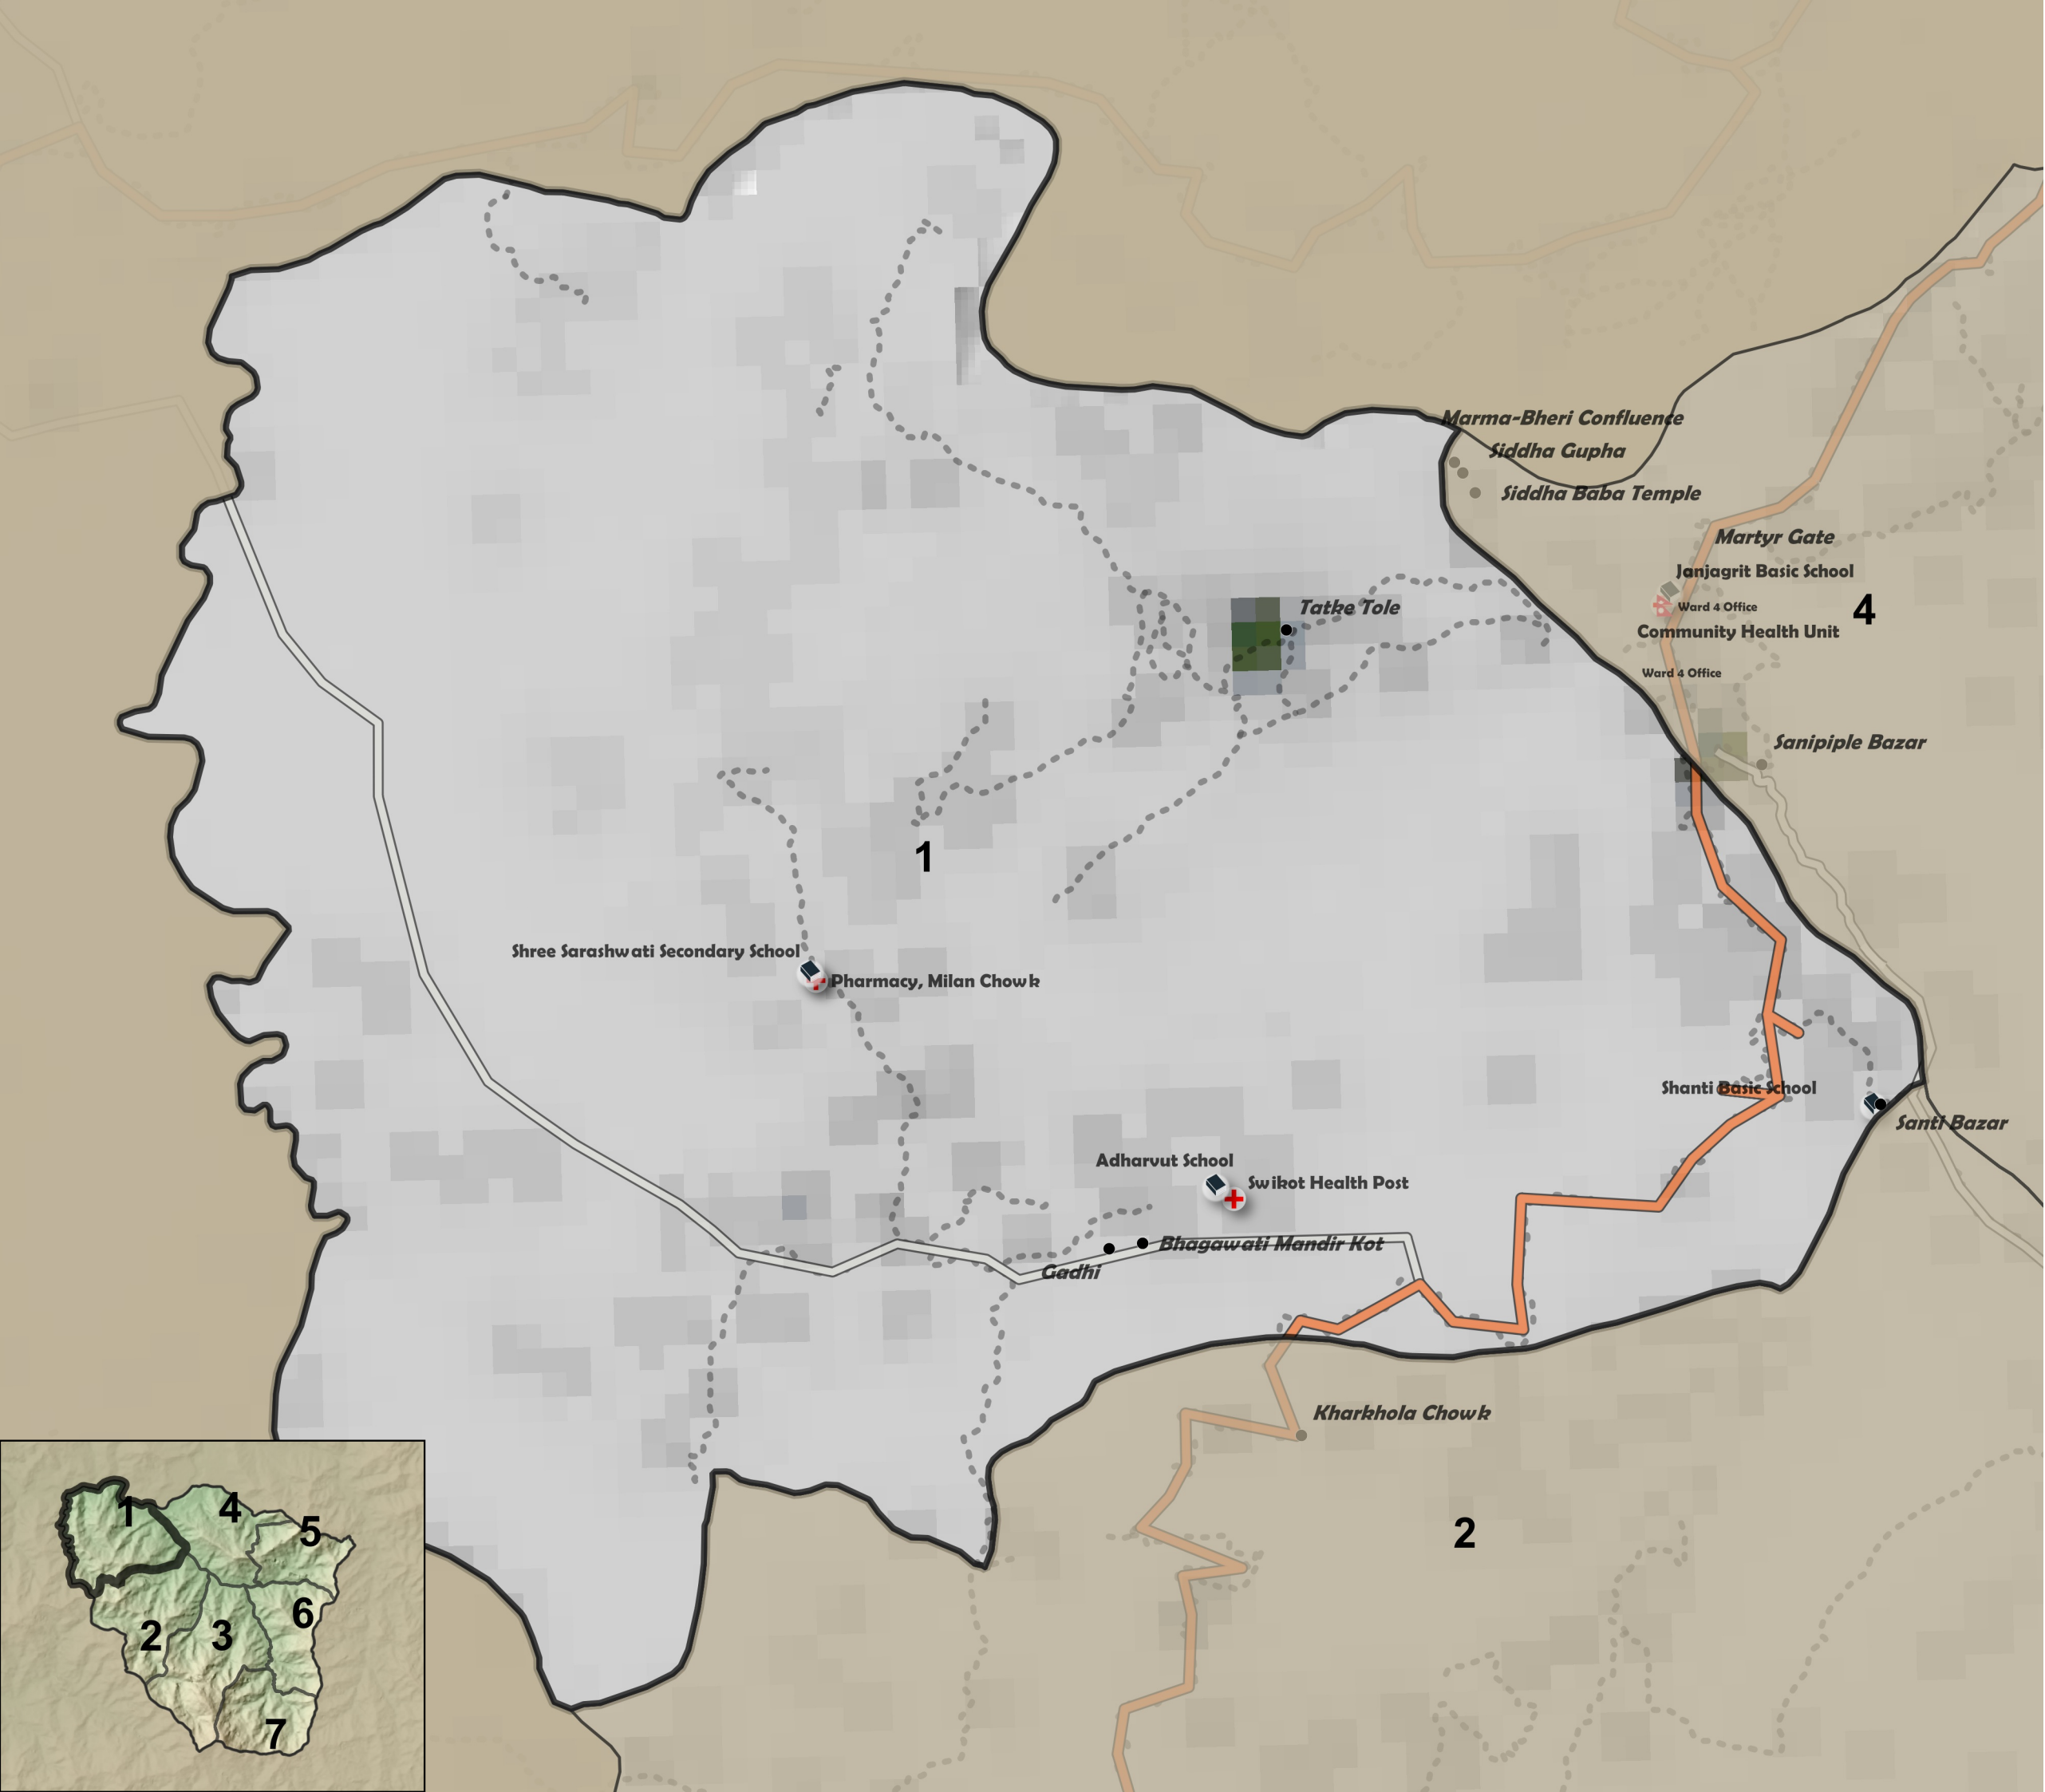 Marma-Bheri Confluence
Siddha Gupha
Siddha Baba Temple
Martyr Gate
Janjagrit Basic School
Ward 4 Office
4
Tatke Tole
Community Health Unit
Ward 4 Office
Sanipiple Bazar
1
Shree Sarashwati Secondary School
Pharmacy, Milan Chowk
Shanti Basic School
Santi Bazar
Adharvut School
Swikot Health Post
Bhagawati Mandir Kot
Gadhi
Kharkhola Chowk
2
1
4
5
6
2
3
7